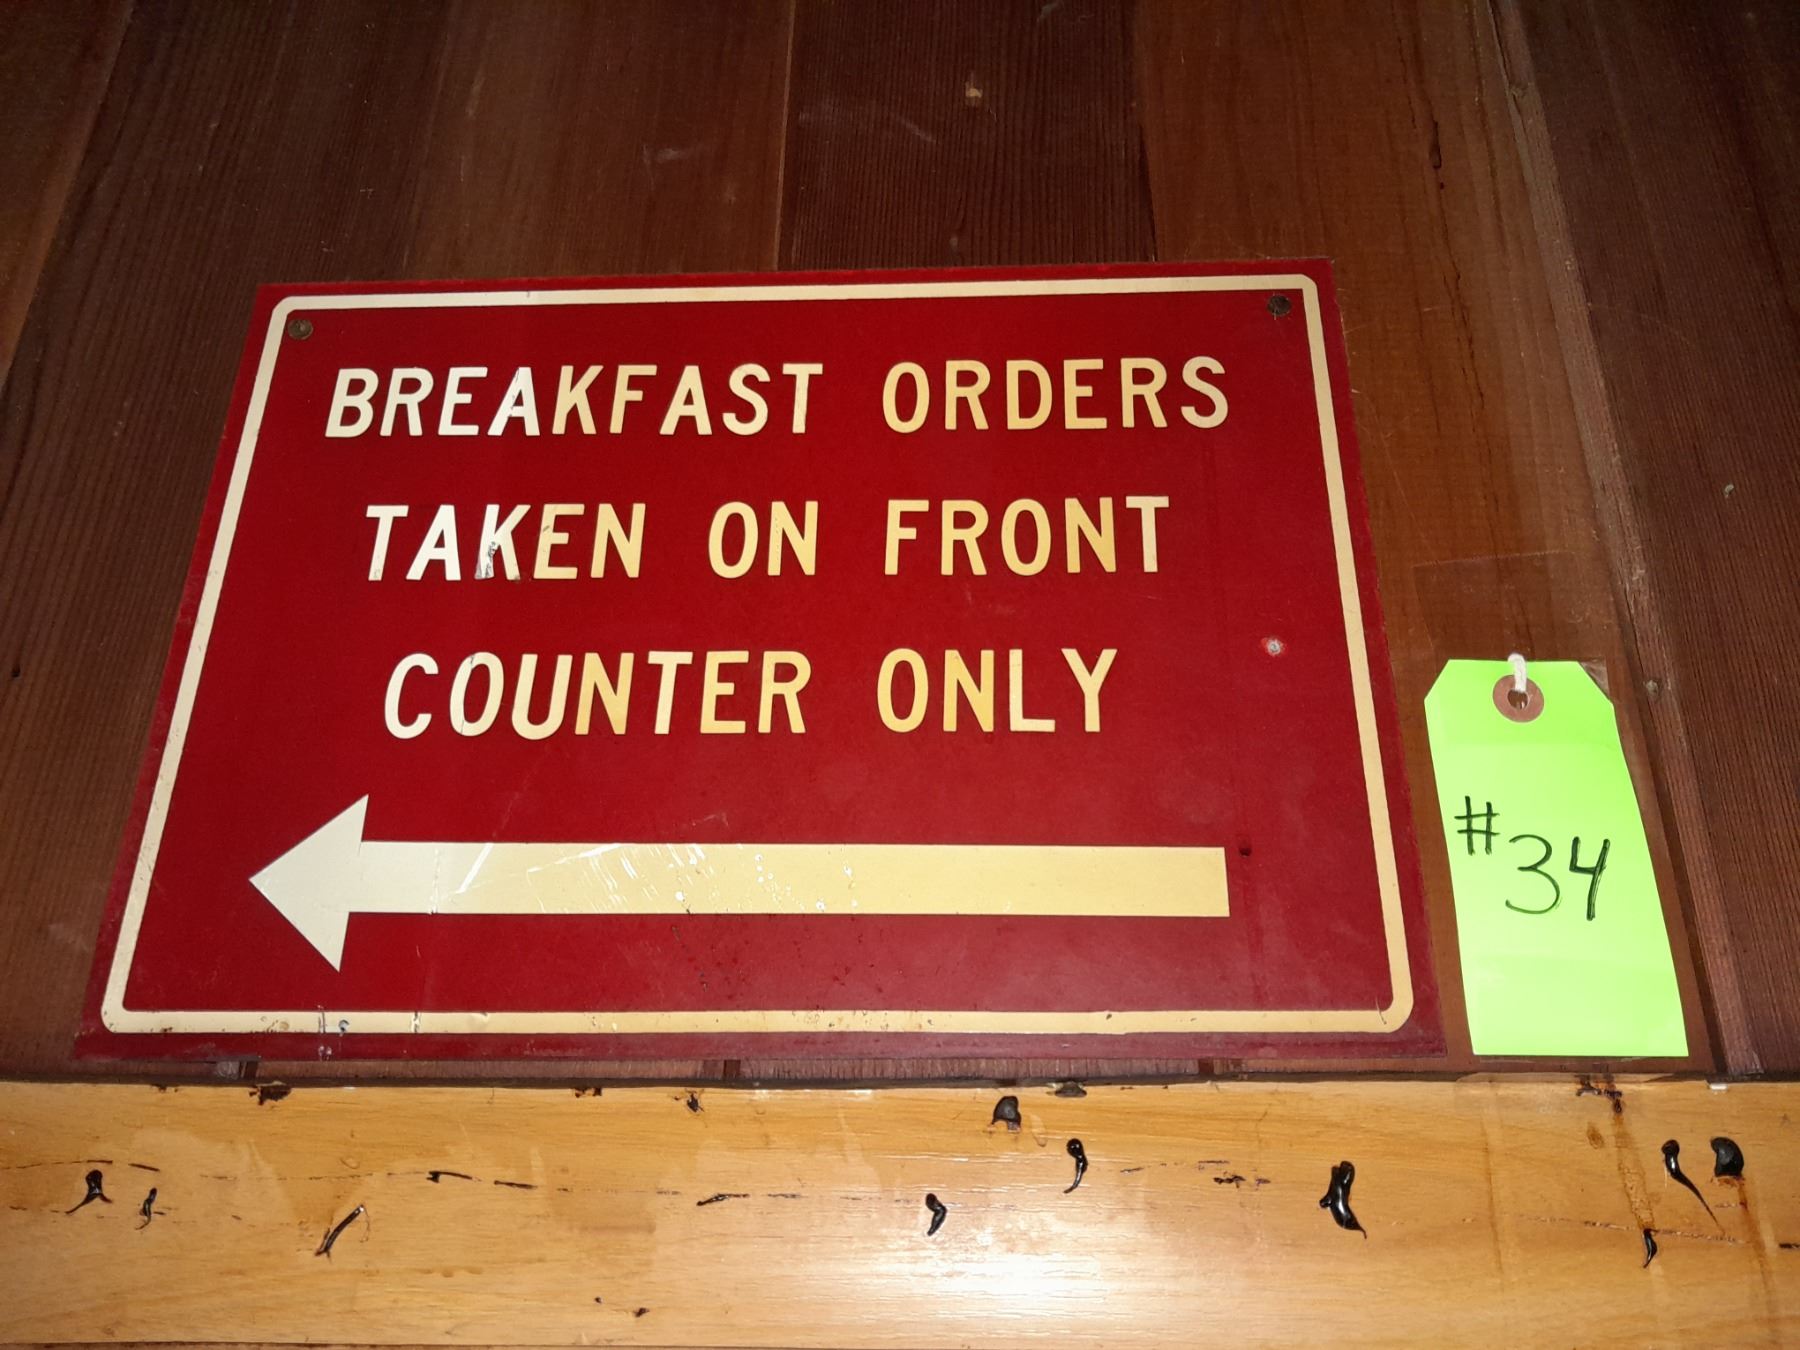 BREAKFAST ORDERS
TAKEN ON FRONT
COUNTER ONLY
#34